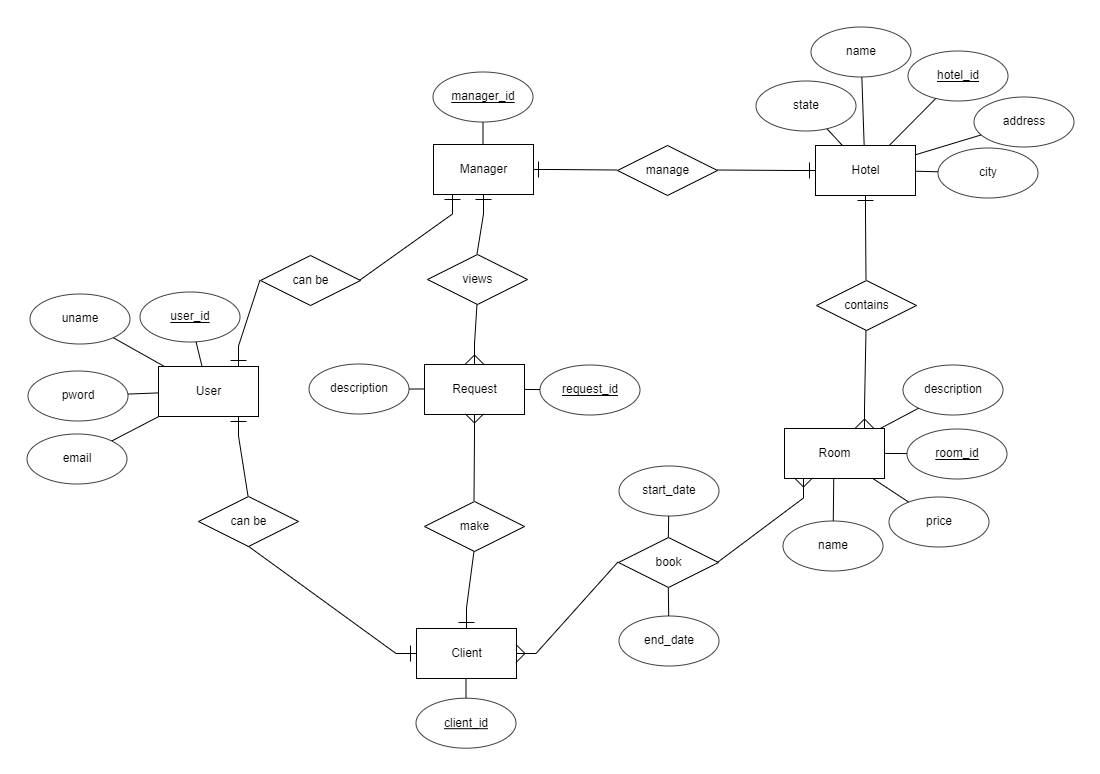 name
hotel_id
manager_id
state
address
Manager
manage
Hotel
city
can be
views
contains
uname
user_id
User
description
Request
request_id
description
pword
email
Room
room_id
start_date
can be
make
price
name
book
end_date
Client
client_id